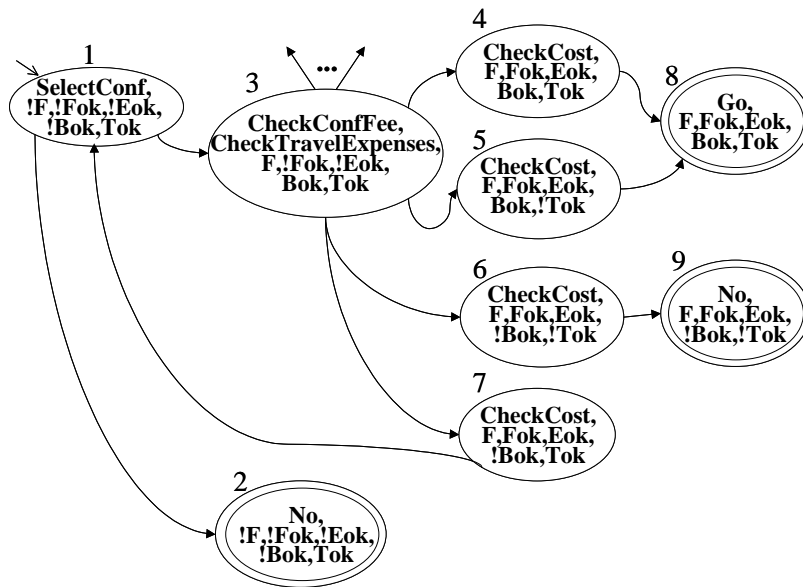 1
SelectConf,
!F,!Fok,!Eok,
!Bok,Tok
...
3
CheckConfFee,
CheckTravelExpenses,
F,!Fok,!Eok,
Bok,Tok
4
CheckCost,
F,Fok,Eok,
Bok,Tok
8
Go,
F,Fok,Eok,
Bok,Tok
5
CheckCost,
F,Fok,Eok,
Bok,!Tok
6
CheckCost,
F,Fok,Eok,
!Bok,!Tok
9
No,
F,Fok,Eok,
!Bok,!Tok
7
CheckCost,
F,Fok,Eok,
!Bok,Tok
2
No,
!F,!Fok,!Eok,
!Bok,Tok